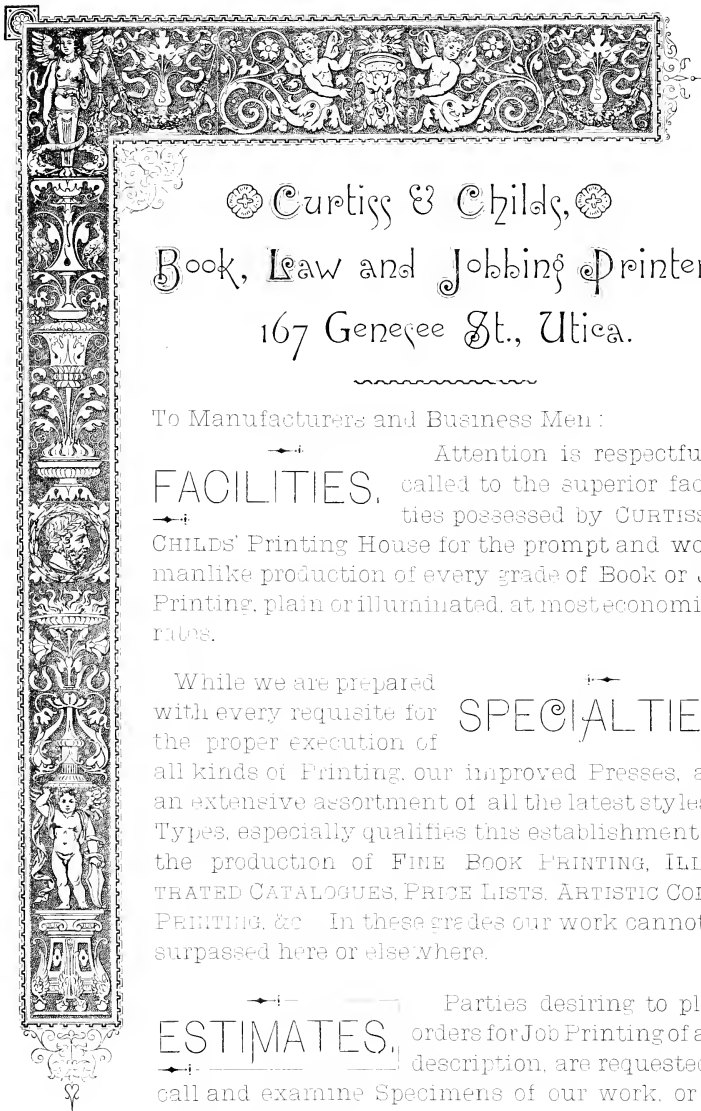 Curtiss & Childs,
Book, Law and Jobbing Printer
167 Genesee St., Utica.
To Manufacturers and Business Men :
FACILITIES.
Attention is respectfu
called to the superior fac
ties possessed by CURTISS
CHILDS' Printing House for the prompt and wo
manlike production of every grade of Book or J
Printing, plain or illuminated, at most economi
rates.
While we are prepared
with every requisite for
the proper execution of
SPECIALTIE
all kinds of Printing, our improved Presses, a
an extensive assortment of all the latest styles
Types, especially qualifies this establishment
the production of FINE BOOK PRINTING, ILL
TRATED CATALOGUES, PRICE LISTS, ARTISTIC COL
PRINTING, &c. In these grades our work cannot
surpassed here or elsewhere.
ESTIMATES.
Parties desiring to pl
orders for Job Printing of a
description, are requested
call and examine Specimens of our work, or